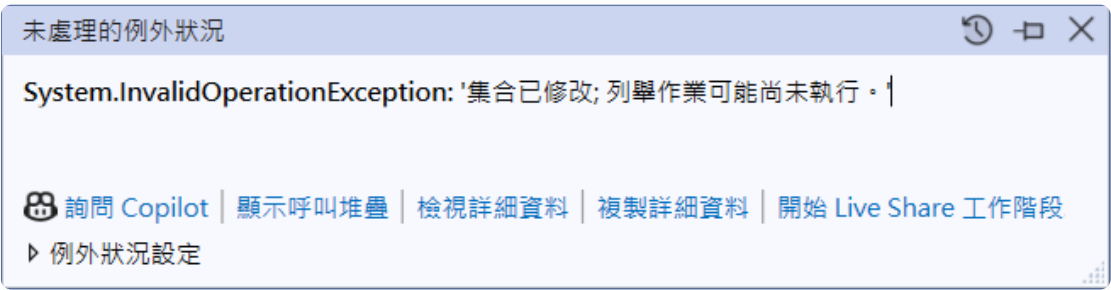 未處理的例外狀況
System.InvalidOperationException: '集合已修改; 列舉作業可能尚未執行。'
詢問 Copilot | 顯示呼叫堆疊 | 檢視詳細資料 | 複製詳細資料 | 開始 Live Share 工作階段
例外狀況設定